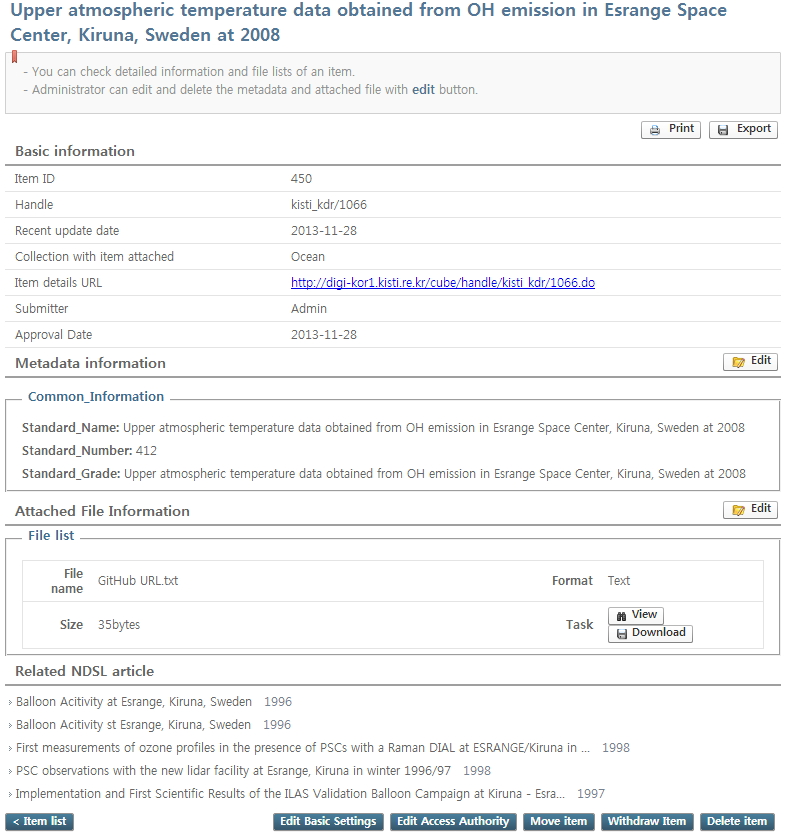 Upper atmospheric temperature data obtained from OH emission in Esrange Space
Center, Kiruna, Sweden at 2008
- You can check detailed information and file lists of an item.
- Administrator can edit and delete the metadata and attached file with edit button.
Print Export
Basic information
Item ID 450
Handle kisti_kdr/1066
Recent update date 2013-11-28
Collection with item attached Ocean
Item details URL http://digi-kor1.kisti.re.kr/cube/handle/kisti_kdr/1066.do
Submitter Admin
Approval Date 2013-11-28
Metadata information Edit
Common_Information
Standard_Name: Upper atmospheric temperature data obtained from OH emission in Esrange Space Center, Kiruna, Sweden at 2008
Standard_Number: 412
Standard_Grade: Upper atmospheric temperature data obtained from OH emission in Esrange Space Center, Kiruna, Sweden at 2008
Attached File Information Edit
File list
File name GitHub URL.txt Format Text
Size 35bytes Task View
Download
Related NDSL article
› Balloon Acitivity at Esrange, Kiruna, Sweden 1996
› Balloon Acitivity st Esrange, Kiruna, Sweden 1996
› First measurements of ozone profiles in the presence of PSCs with a Raman DIAL at ESRANGE/Kiruna in ... 1998
› PSC observations with the new lidar facility at Esrange, Kiruna in winter 1996/97 1998
› Implementation and First Scientific Results of the ILAS Validation Balloon Campaign at Kiruna - Esra... 1997
< Item list Edit Basic Settings Edit Access Authority Move item Withdraw Item Delete item